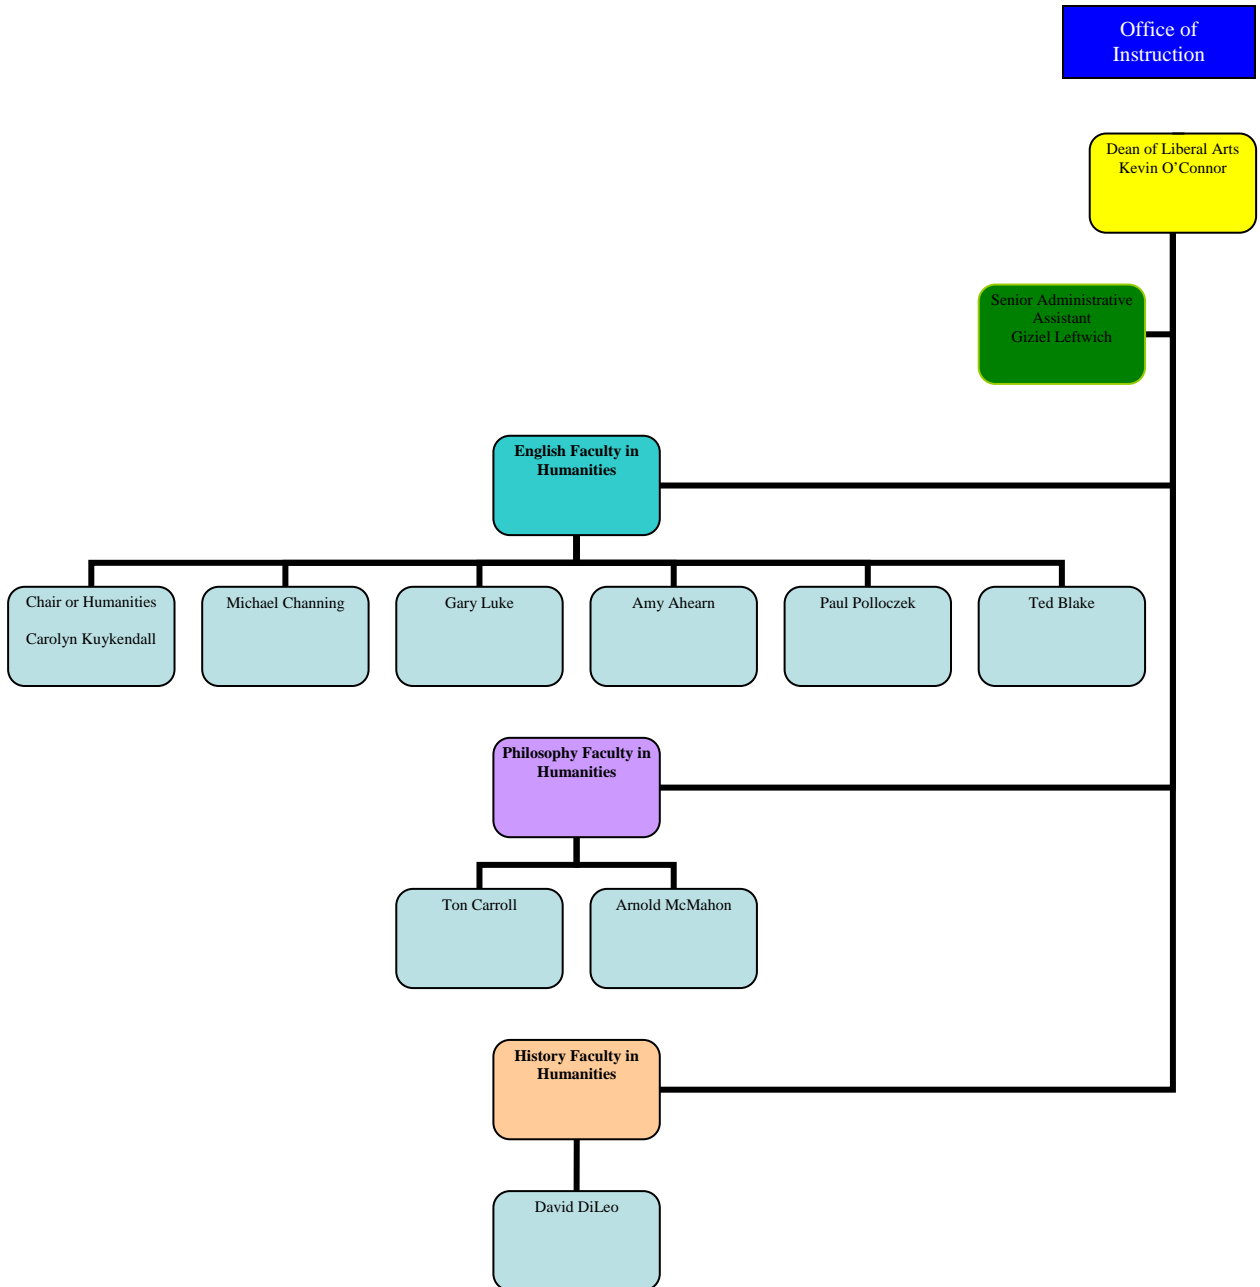 Office of
Instruction
Dean of Liberal Arts
Kevin O’Connor
Senior Administrative
Assistant
Giziel Leftwich
English Faculty in
Humanities
Chair or Humanities
Carolyn Kuykendall
Michael Channing
Gary Luke
Amy Ahearn
Paul Polloczek
Ted Blake
Philosophy Faculty in
Humanities
Ton Carroll
Arnold McMahon
History Faculty in
Humanities
David DiLeo